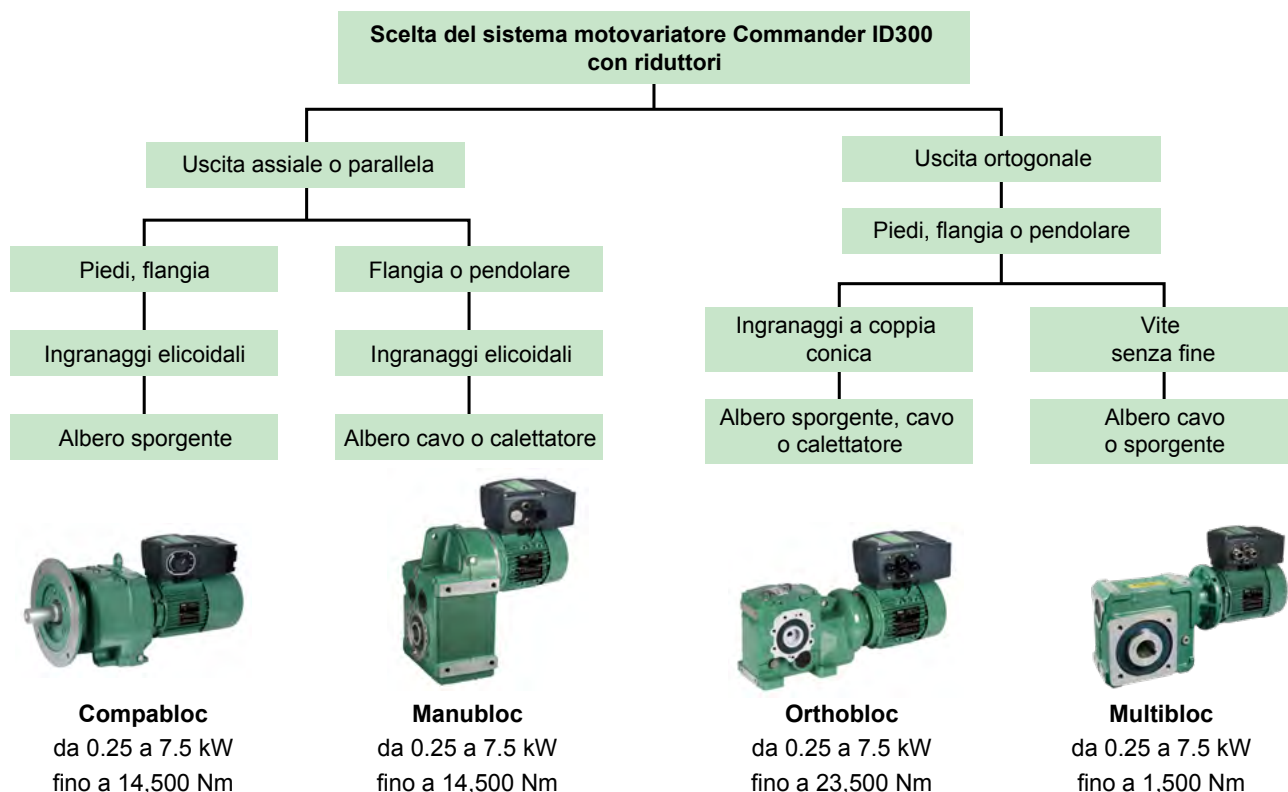 Scelta del sistema motovariatore Commander ID300
con riduttori
Uscita assiale o parallela
Uscita ortogonale
Piedi, flangia o pendolare
Piedi, flangia
Flangia o pendolare
Ingranaggi elicoidali
Ingranaggi elicoidali
Ingranaggi a coppia
conica
Vite
senza fine
Albero sporgente
Albero cavo o calettatore
Albero sporgente, cavo
o calettatore
Albero cavo
o sporgente
Compabloc
da 0.25 a 7.5 kW
fino a 14,500 Nm
Manubloc
da 0.25 a 7.5 kW
fino a 14,500 Nm
Orthobloc
da 0.25 a 7.5 kW
fino a 23,500 Nm
Multibloc
da 0.25 a 7.5 kW
fino a 1,500 Nm